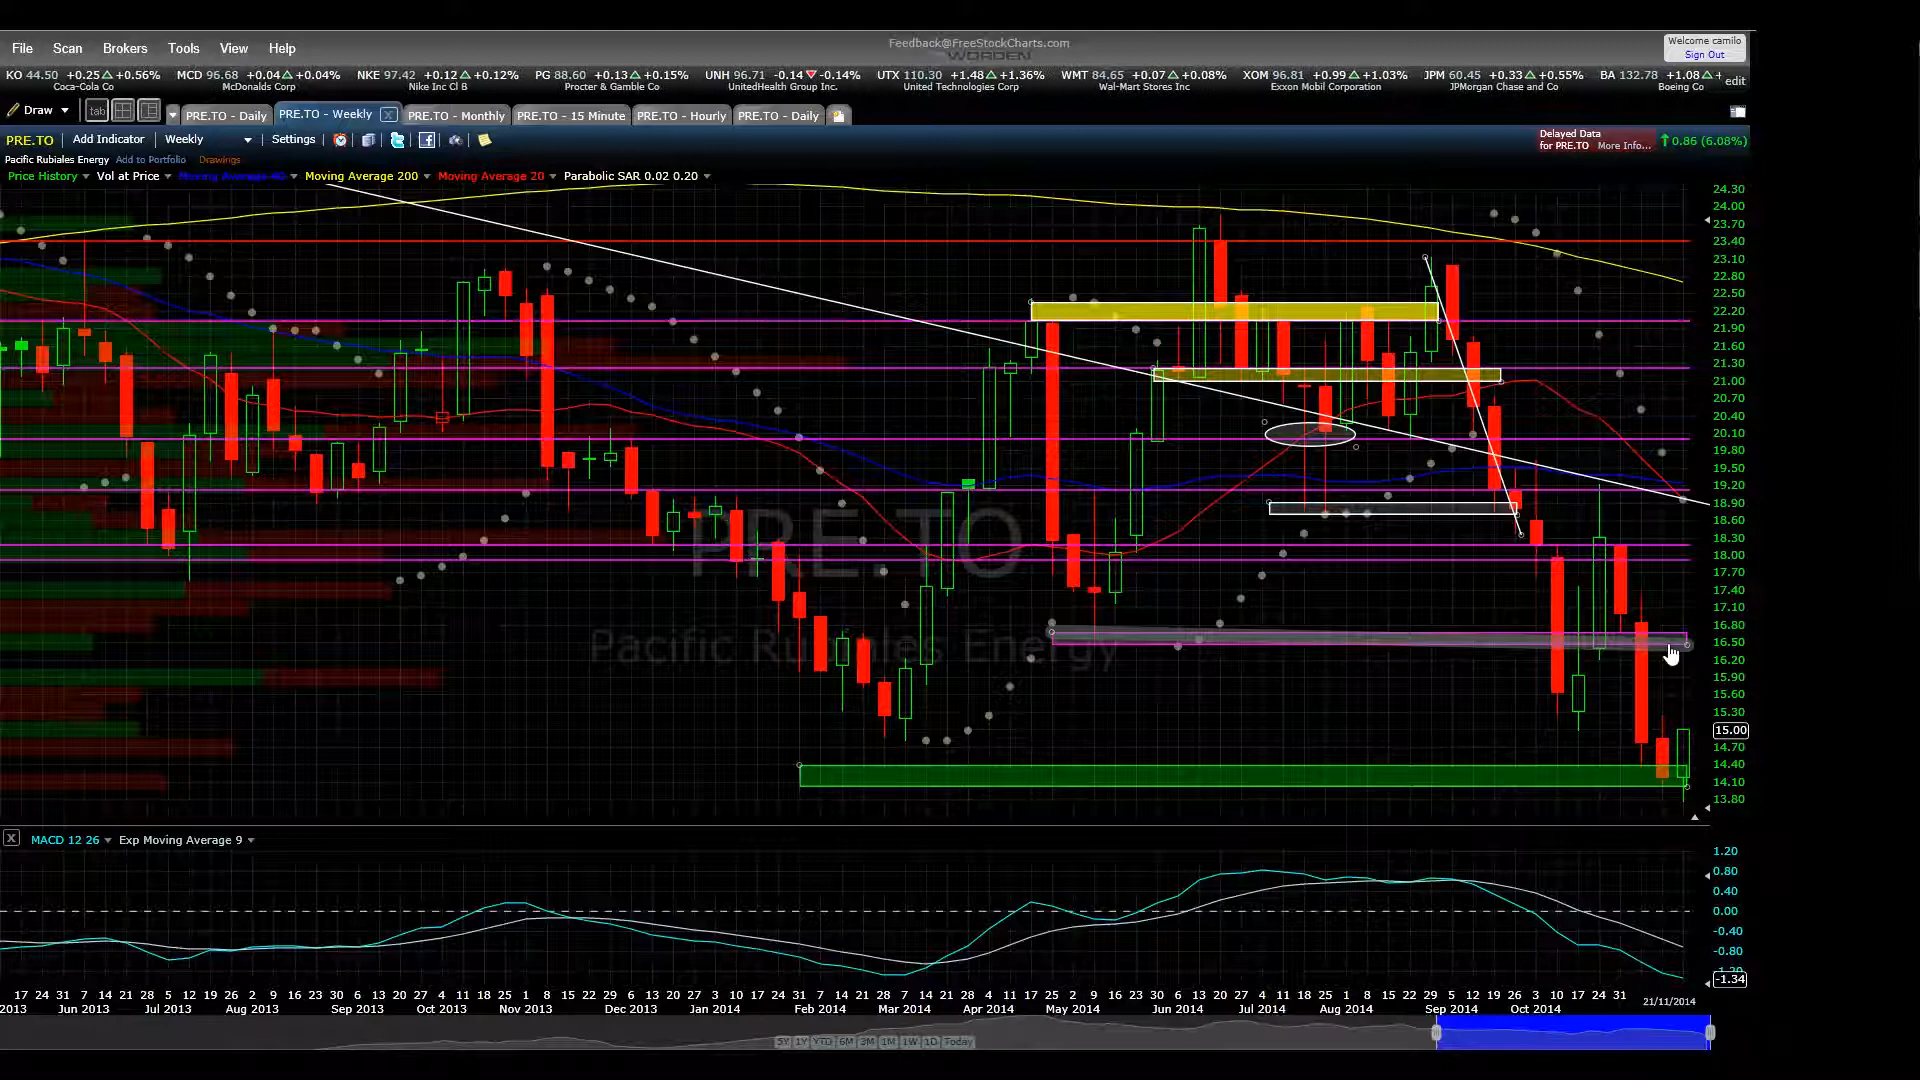 Feedback@FreeStockCharts.com
WORDEN
File Scan Brokers Tools View Help
Welcome camilo
Sign Out
KO 44.50 +0.25 +0.56% MCD 96.68 +0.04 +0.04% NKE 97.42 +0.12 +0.12% PG 88.60 +0.13 +0.15% UNH 96.71 -0.14 -0.14% UTX 110.30 +1.48 +1.36% WMT 84.65 +0.07 +0.08% XOM 96.81 +0.99 +1.03% JPM 60.45 +0.33 +0.55% BA 132.78 +1.08 edit
Coca-Cola Co McDonalds Corp Nike Inc Cl B Procter & Gamble Co UnitedHealth Group Inc. United Technologies Corp Wal-Mart Stores Inc Exxon Mobil Corporation JPMorgan Chase and Co Boeing Co
Draw tab PRE.TO - Daily PRE.TO - Weekly X PRE.TO - Monthly PRE.TO - 15 Minute PRE.TO - Hourly PRE.TO - Daily
PRE.TO Add Indicator Weekly Settings
Delayed Data
for PRE.TO More Info... 0.86 (6.08%)
Pacific Rubiales Energy Add to Portfolio Drawings
Price History Vol at Price Moving Average 40 Moving Average 200 Moving Average 20 Parabolic SAR 0.02 0.20
24.30
24.00
23.70
23.40
23.10
22.80
22.50
22.20
21.90
21.60
21.30
21.00
20.70
20.40
20.10
19.80
19.50
19.20
18.90
18.60
18.30
18.00
17.70
17.40
17.10
16.80
16.50
16.20
15.90
15.60
15.30
15.00
14.70
14.40
14.10
13.80
PRE.TO
Pacific Rubiales Energy
X MACD 12 26 Exp Moving Average 9
1.20
0.80
0.40
0.00
-0.40
-0.80
-1.34
17 24 31 7 14 21 28 5 12 19 26 2 9 16 23 30 6 13 20 27 4 11 18 25 1 8 15 22 29 6 13 20 27 3 10 17 24 31 7 14 21 28 7 14 21 28 4 11 17 25 2 9 16 23 30 6 13 20 27 4 11 18 25 1 8 15 22 29 5 12 19 26 3 10 17 24 31
2013 Jun 2013 Jul 2013 Aug 2013 Sep 2013 Oct 2013 Nov 2013 Dec 2013 Jan 2014 Feb 2014 Mar 2014 Apr 2014 May 2014 Jun 2014 Jul 2014 Aug 2014 Sep 2014 Oct 2014 21/11/2014
5Y 1Y YTD 6M 3M 1M 1W 1D Today